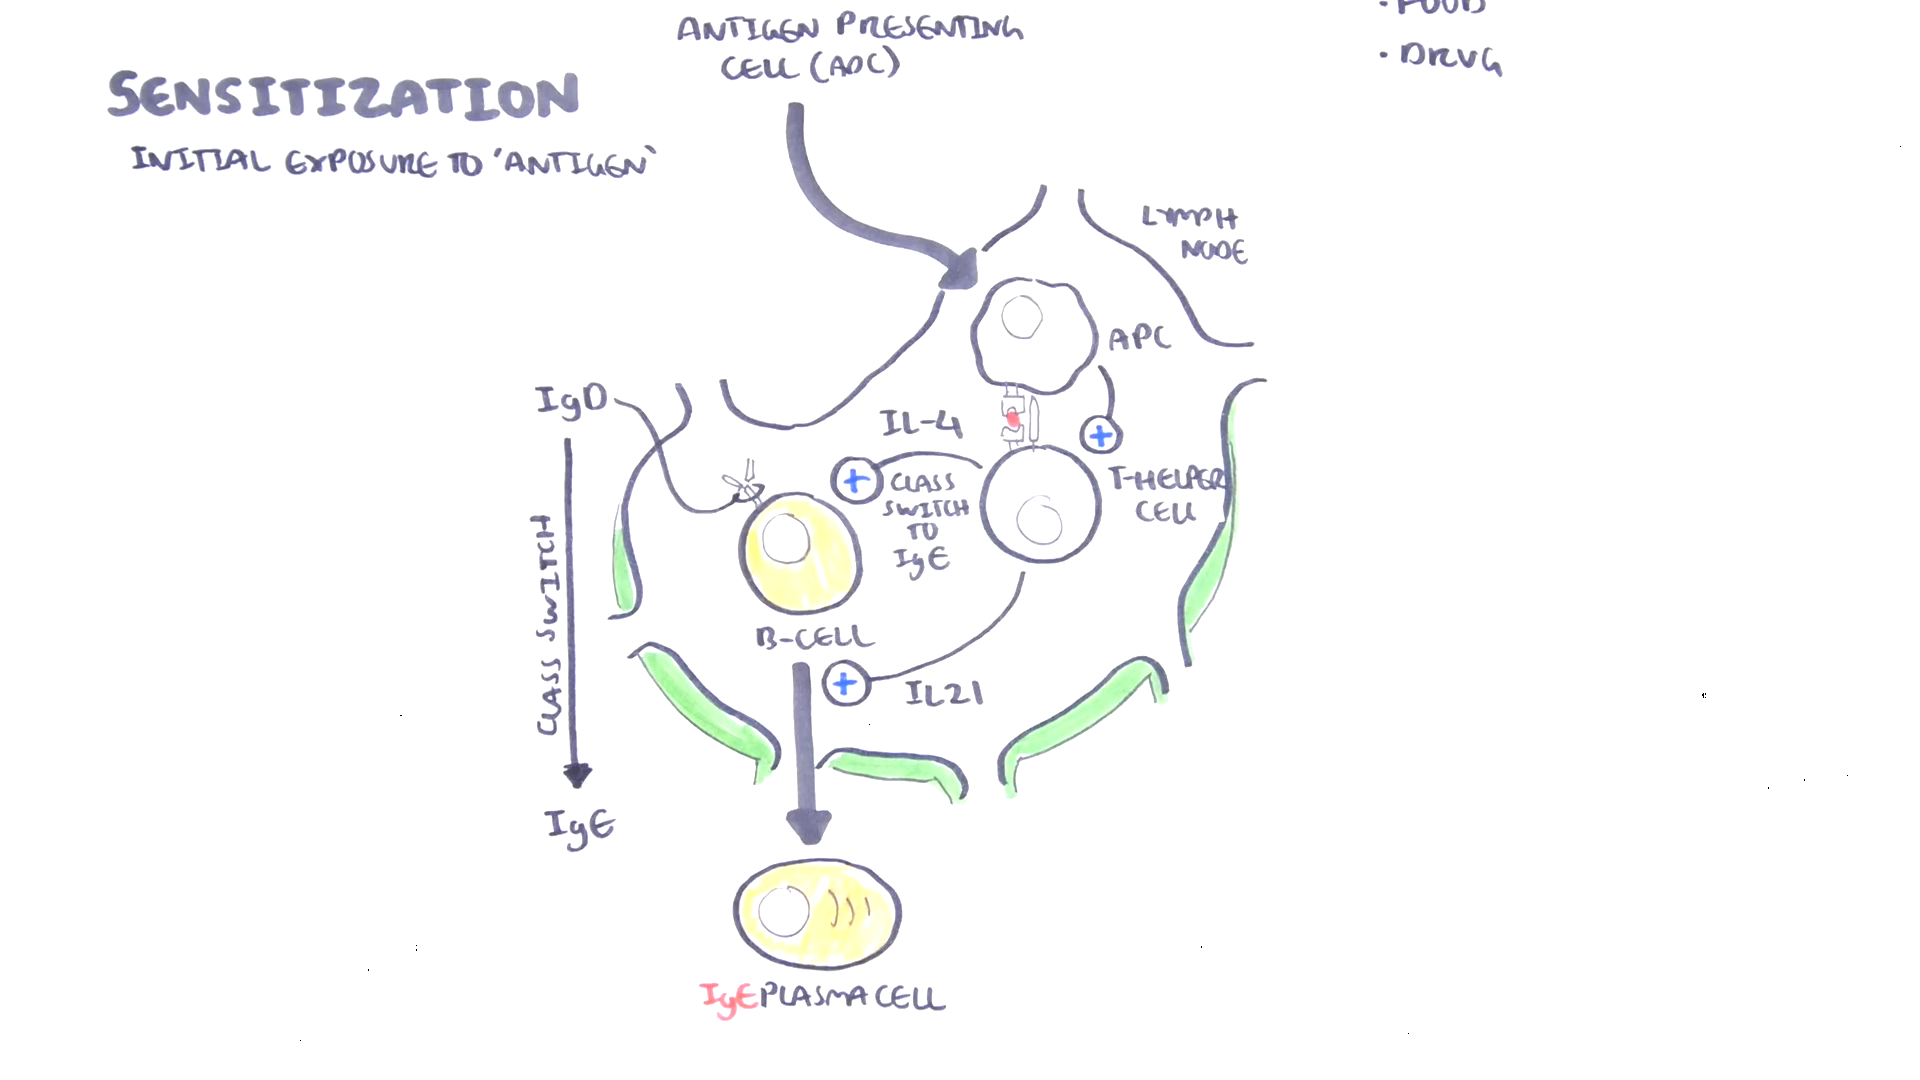 ANTIGEN PRESENTING
CELL (APC)
• FOOD
• DRUG
SENSITIZATION
INITIAL EXPOSURE TO 'ANTIGEN'
LYMPH
NODE
APC
IgD
IL-4
CLASS
SWITCH
TO
IgE
T-HELPER
CELL
CLASS SWITCH
B-CELL
IL21
IgE
IgE PLASMA CELL